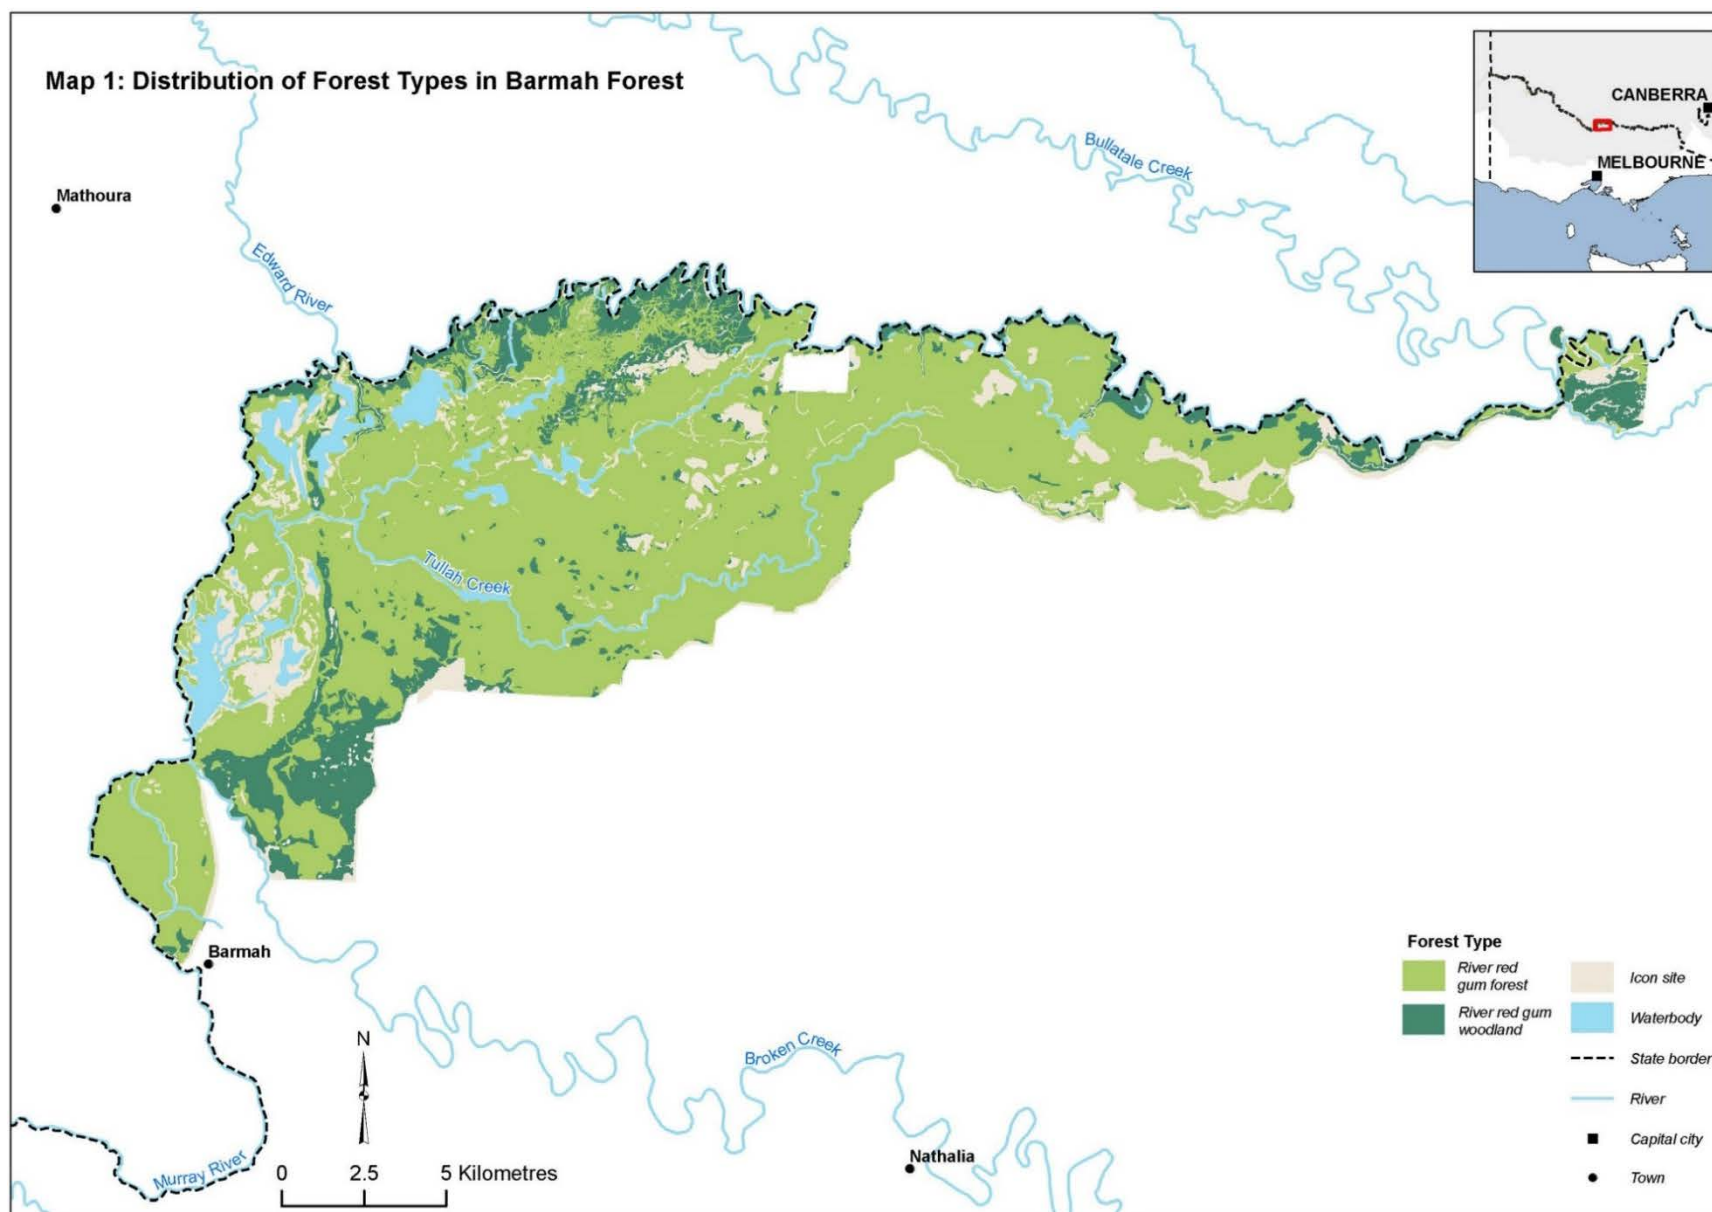 Map 1: Distribution of Forest Types in Barmah Forest
CANBERRA
MELBOURNE
Bullatale Creek
Mathoura
Edward River
Tullah Creek
Barmah
Forest Type
River red
gum forest
River red gum
woodland
Icon site
Waterbody
State border
River
Capital city
Town
N
Broken Creek
Nathalia
Murray River
0 2.5 5 Kilometres